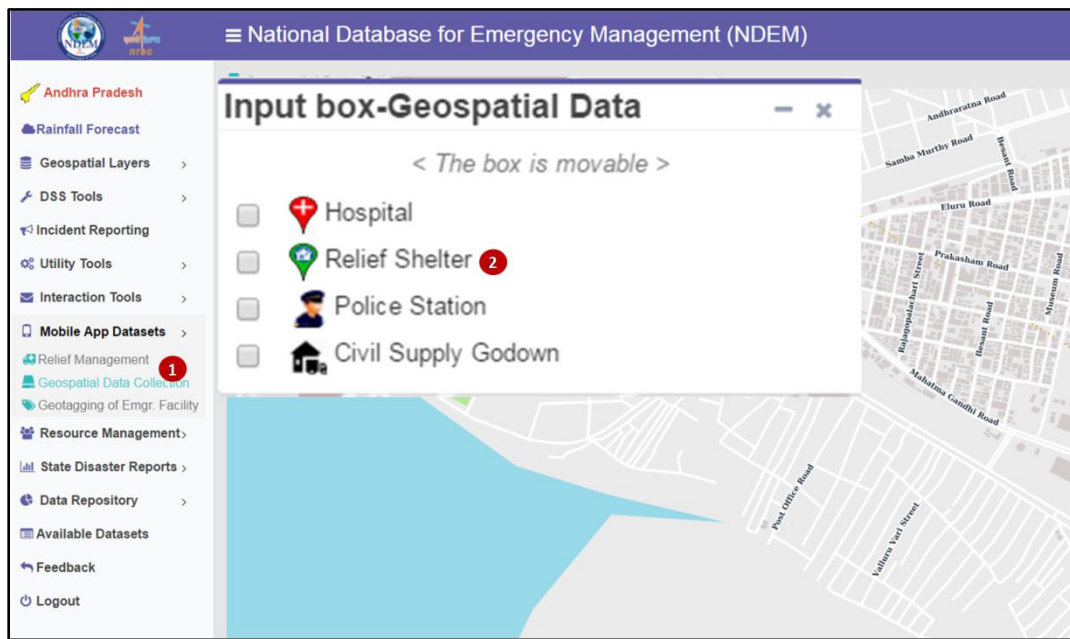 NDEM
nrsc
≡ National Database for Emergency Management (NDEM)
Andhra Pradesh
Rainfall Forecast
Geospatial Layers >
DSS Tools >
Incident Reporting
Utility Tools >
Interaction Tools >
Mobile App Datasets >
Relief Management
1
Geospatial Data Collection
Geotagging of Emgr. Facility
Resource Management >
State Disaster Reports >
Data Repository >
Available Datasets
Feedback
Logout
Input box-Geospatial Data
< The box is movable >
Hospital
Relief Shelter 2
Police Station
Civil Supply Godown
Andhraratna Road
Samba Murthy Road
Besant Road
Eluru Road
Prakasham Road
Rajagopalachari Street
Besant Road
Museum Road
Mahatma Gandhi Road
Post Office Road
Valluru Vari Street